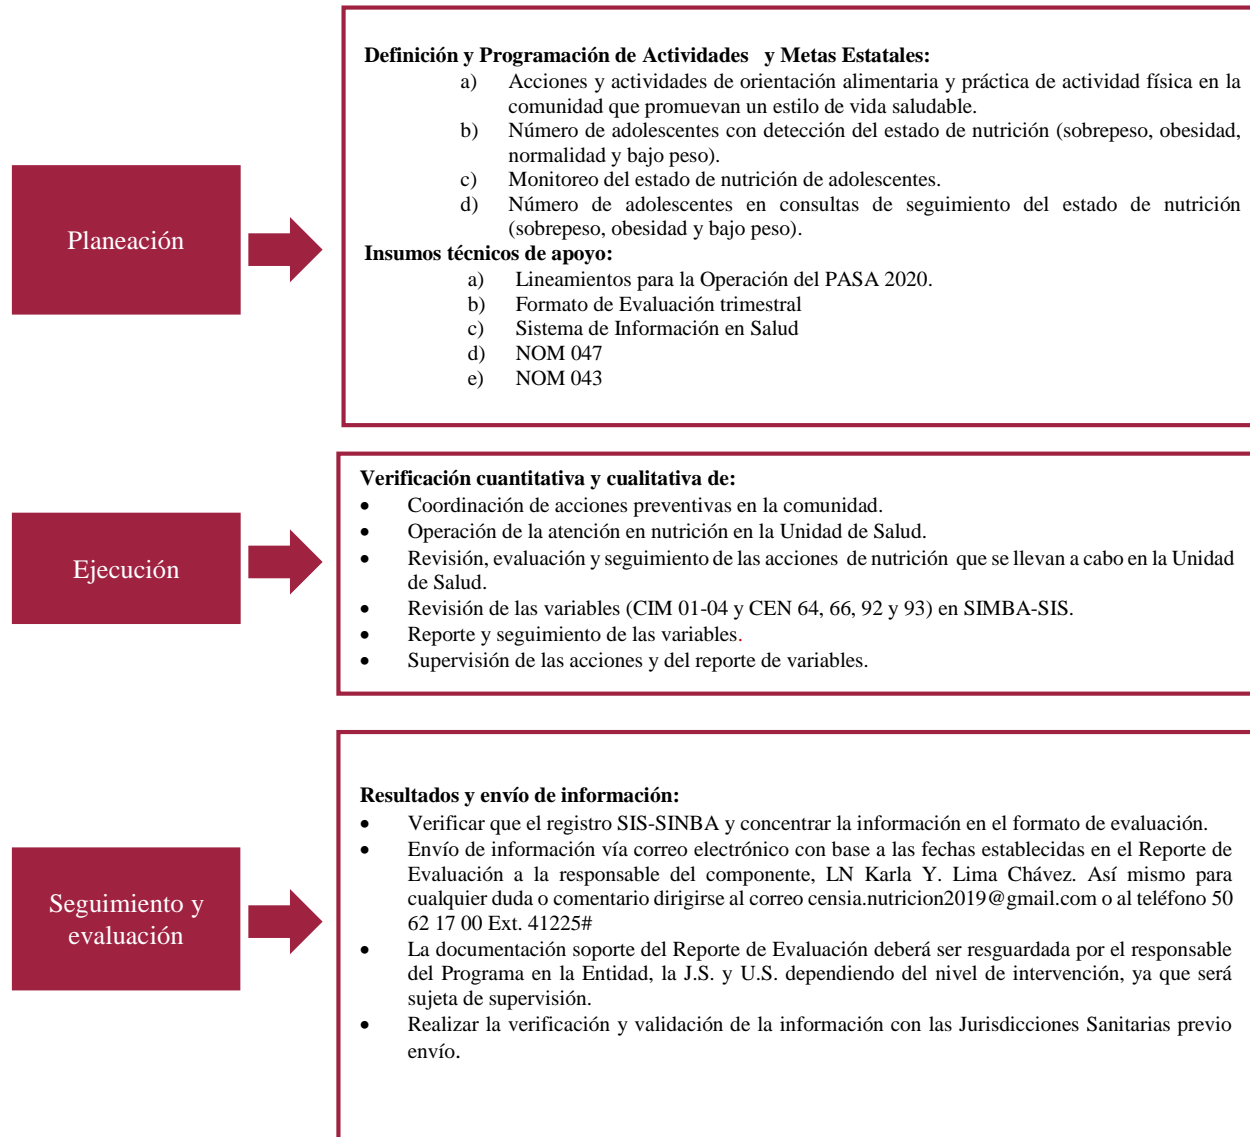 Planeación
Definición y Programación de Actividades y Metas Estatales:
a) Acciones y actividades de orientación alimentaria y práctica de actividad física en la
comunidad que promuevan un estilo de vida saludable.
b) Número de adolescentes con detección del estado de nutrición (sobrepeso, obesidad,
normalidad y bajo peso).
c) Monitoreo del estado de nutrición de adolescentes.
d) Número de adolescentes en consultas de seguimiento del estado de nutrición
(sobrepeso, obesidad y bajo peso).
Insumos técnicos de apoyo:
a) Lineamientos para la Operación del PASA 2020.
b) Formato de Evaluación trimestral
c) Sistema de Información en Salud
d) NOM 047
e) NOM 043
Ejecución
Verificación cuantitativa y cualitativa de:
• Coordinación de acciones preventivas en la comunidad.
• Operación de la atención en nutrición en la Unidad de Salud.
• Revisión, evaluación y seguimiento de las acciones de nutrición que se llevan a cabo en la Unidad
de Salud.
• Revisión de las variables (CIM 01-04 y CEN 64, 66, 92 y 93) en SIMBA-SIS.
• Reporte y seguimiento de las variables.
• Supervisión de las acciones y del reporte de variables.
Seguimiento y
evaluación
Resultados y envío de información:
• Verificar que el registro SIS-SINBA y concentrar la información en el formato de evaluación.
• Envío de información vía correo electrónico con base a las fechas establecidas en el Reporte de
Evaluación a la responsable del componente, LN Karla Y. Lima Chávez. Así mismo para
cualquier duda o comentario dirigirse al correo censia.nutricion2019@gmail.com o al teléfono 50
62 17 00 Ext. 41225#
• La documentación soporte del Reporte de Evaluación deberá ser resguardada por el responsable
del Programa en la Entidad, la J.S. y U.S. dependiendo del nivel de intervención, ya que será
sujeta de supervisión.
• Realizar la verificación y validación de la información con las Jurisdicciones Sanitarias previo
envío.